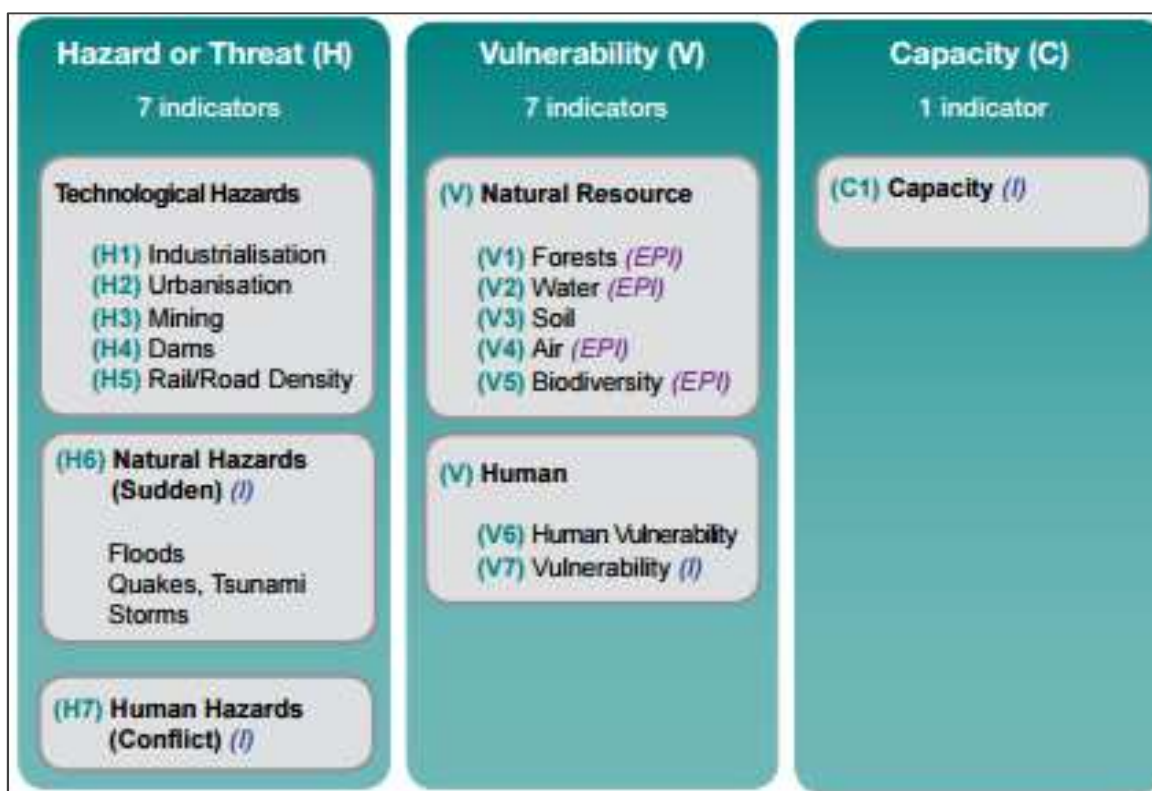 Hazard or Threat (H)
7 indicators
Technological Hazards
(H1) Industrialisation
(H2) Urbanisation
(H3) Mining
(H4) Dams
(H5) Rail/Road Density
(H6) Natural Hazards
(Sudden) (I)
Floods
Quakes, Tsunami
Storms
(H7) Human Hazards
(Conflict) (I)
Vulnerability (V)
7 indicators
(V) Natural Resource
(V1) Forests (EPI)
(V2) Water (EPI)
(V3) Soil
(V4) Air (EPI)
(V5) Biodiversity (EPI)
(V) Human
(V6) Human Vulnerability
(V7) Vulnerability (I)
Capacity (C)
1 indicator
(C1) Capacity (I)